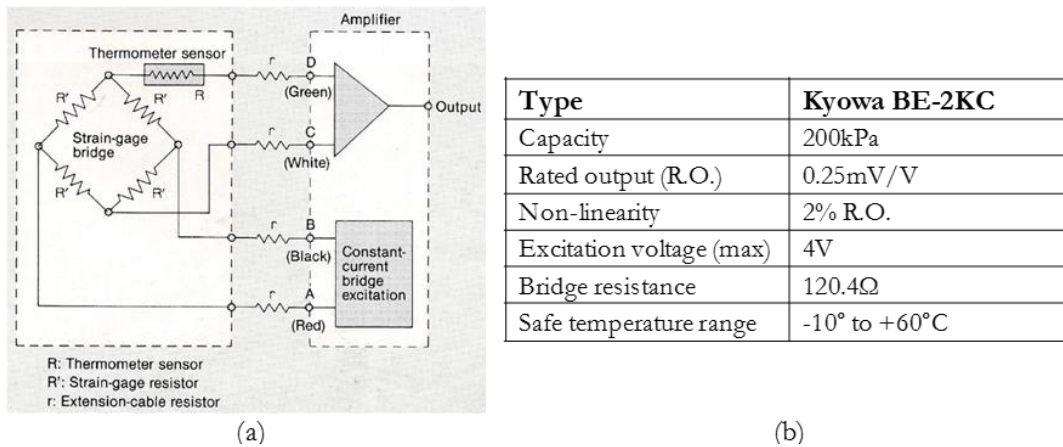 Amplifier
Thermometer sensor
r
D
R'
R'
R
(Green)
Output
Strain-gage
bridge
r
C
(White)
R'
R'
r
B
(Black)
Constant-
current
bridge
excitation
r
A
(Red)
R: Thermometer sensor
R': Strain-gage resistor
r: Extension-cable resistor
(a)
Type Kyowa BE-2KC
Capacity 200kPa
Rated output (R.O.) 0.25mV/V
Non-linearity 2% R.O.
Excitation voltage (max) 4V
Bridge resistance 120.4Ω
Safe temperature range -10° to +60°C
(b)